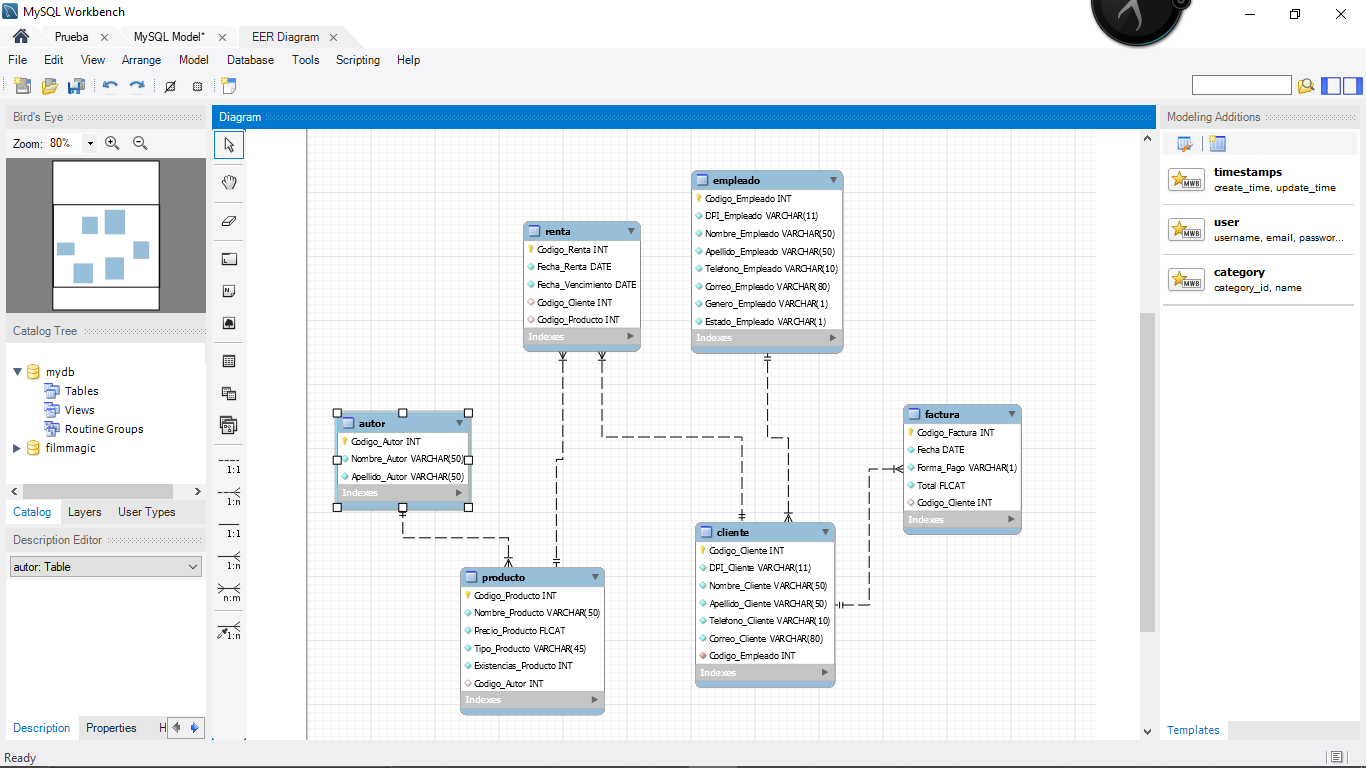 MySQL Workbench
Prueba
MySQL Model*
EER Diagram
File Edit View Arrange Model Database Tools Scripting Help
Bird's Eye
Zoom: 80%
Catalog Tree
mydb
Tables
Views
Routine Groups
filmmagic
Catalog Layers User Types
Description Editor
autor: Table
Description Properties H
Ready
Diagram
1:1
1:n
1:1
1:n
n:m
1:n
renta
Codigo_Renta INT
Fecha_Renta DATE
Fecha_Vencimiento DATE
Codigo_Cliente INT
Codigo_Producto INT
Indexes
empleado
Codigo_Empleado INT
DPI_Empleado VARCHAR(11)
Nombre_Empleado VARCHAR(50)
Apellido_Empleado VARCHAR(50)
Telefono_Empleado VARCHAR(10)
Correo_Empleado VARCHAR(80)
Genero_Empleado VARCHAR(1)
Estado_Empleado VARCHAR(1)
Indexes
autor
Codigo_Autor INT
Nombre_Autor VARCHAR(50)
Apellido_Autor VARCHAR(50)
Indexes
factura
Codigo_Factura INT
Fecha DATE
Forma_Pago VARCHAR(1)
Total FLOAT
Codigo_Cliente INT
Indexes
producto
Codigo_Producto INT
Nombre_Producto VARCHAR(50)
Precio_Producto FLOAT
Tipo_Producto VARCHAR(45)
Existencias_Producto INT
Codigo_Autor INT
Indexes
cliente
Codigo_Cliente INT
DPI_Cliente VARCHAR(11)
Nombre_Cliente VARCHAR(50)
Apellido_Cliente VARCHAR(50)
Telefono_Cliente VARCHAR(10)
Correo_Cliente VARCHAR(80)
Codigo_Empleado INT
Indexes
Modeling Additions
MWB
timestamps
create_time, update_time
MWB
user
username, email, passwor...
MWB
category
category_id, name
Templates